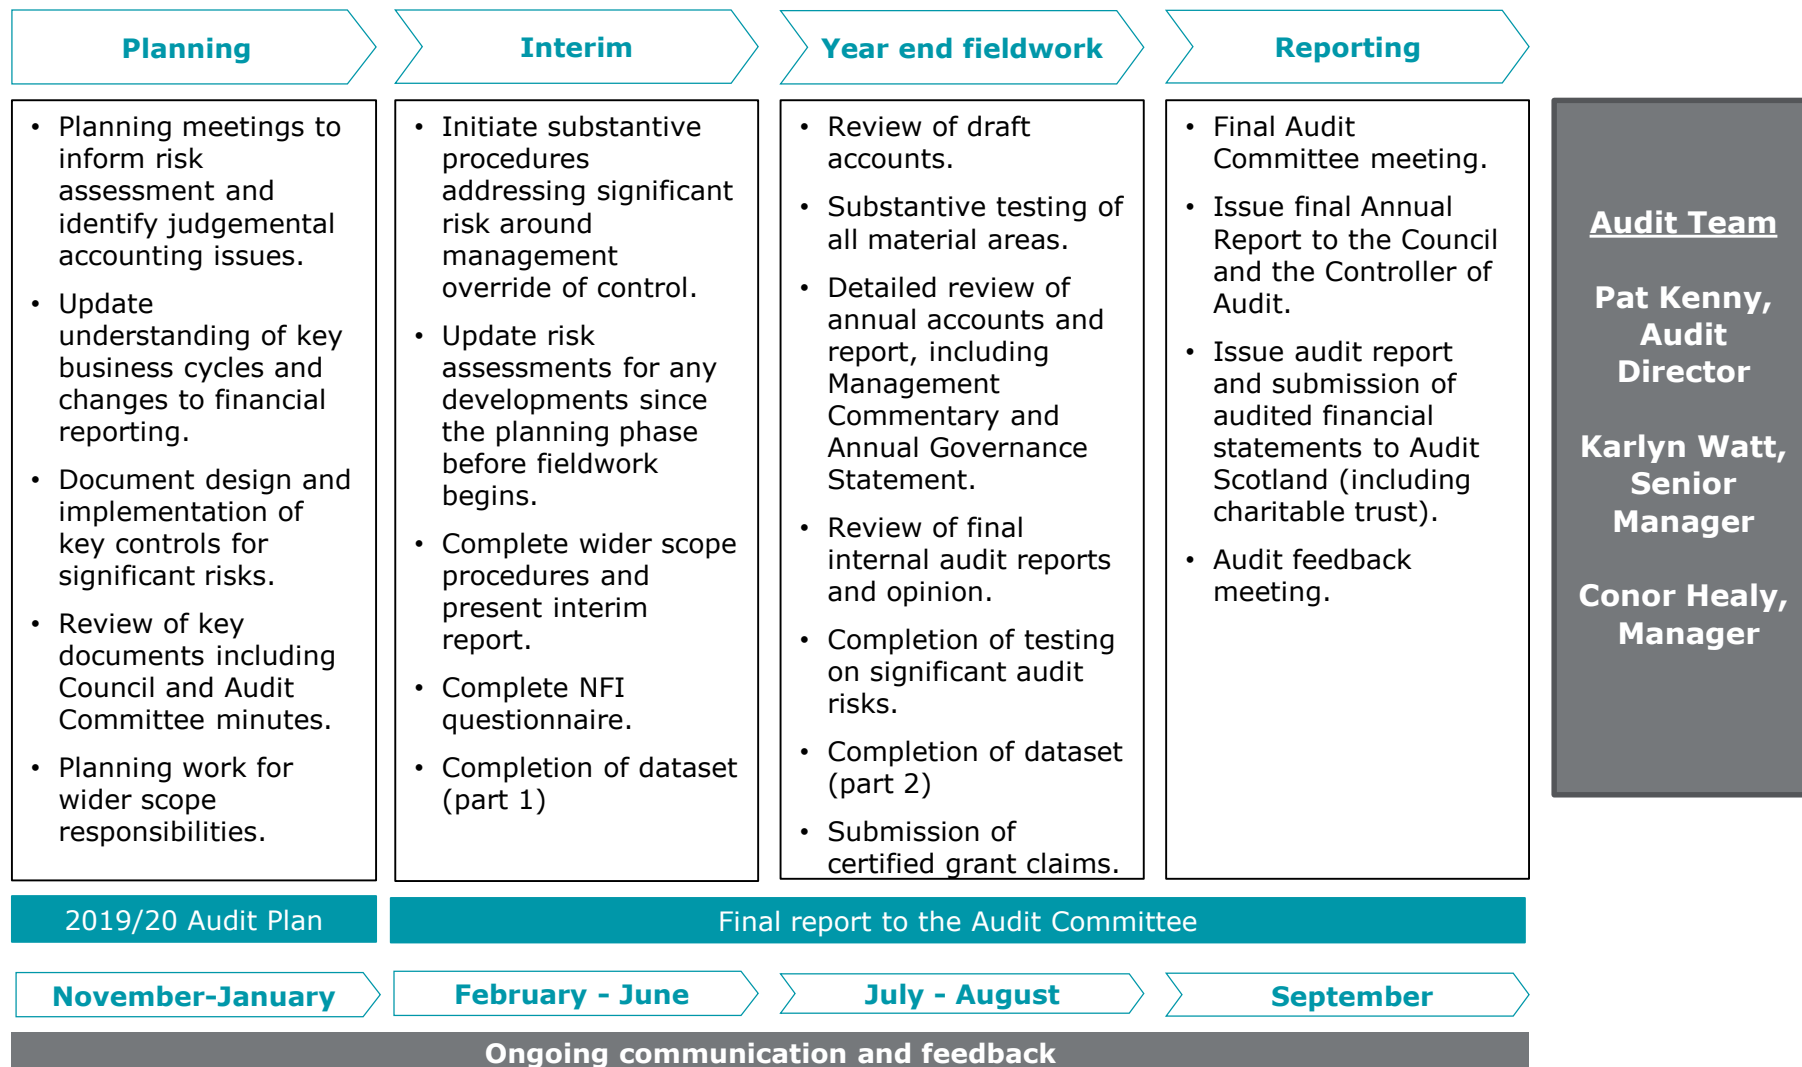 Planning
Interim
Year end fieldwork
Reporting
• Planning meetings to
inform risk
assessment and
identify judgemental
accounting issues.
• Update
understanding of key
business cycles and
changes to financial
reporting.
• Document design and
implementation of
key controls for
significant risks.
• Review of key
documents including
Council and Audit
Committee minutes.
• Planning work for
wider scope
responsibilities.
• Initiate substantive
procedures
addressing significant
risk around
management
override of control.
• Update risk
assessments for any
developments since
the planning phase
before fieldwork
begins.
• Complete wider scope
procedures and
present interim
report.
• Complete NFI
questionnaire.
• Completion of dataset
(part 1)
• Review of draft
accounts.
• Substantive testing of
all material areas.
• Detailed review of
annual accounts and
report, including
Management
Commentary and
Annual Governance
Statement.
• Review of final
internal audit reports
and opinion.
• Completion of testing
on significant audit
risks.
• Completion of dataset
(part 2)
• Submission of
certified grant claims.
• Final Audit
Committee meeting.
• Issue final Annual
Report to the Council
and the Controller of
Audit.
• Issue audit report
and submission of
audited financial
statements to Audit
Scotland (including
charitable trust).
• Audit feedback
meeting.
Audit Team
Pat Kenny,
Audit
Director
Karlyn Watt,
Senior
Manager
Conor Healy,
Manager
2019/20 Audit Plan
Final report to the Audit Committee
November-January
February - June
July - August
September
Ongoing communication and feedback